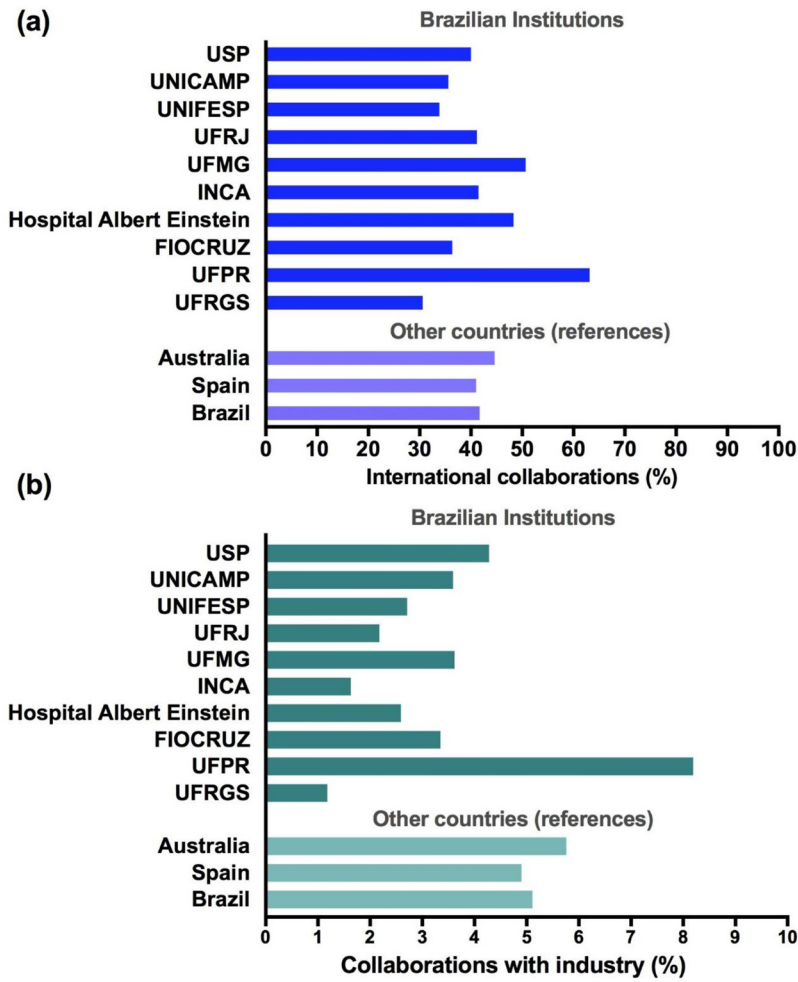 (a)
Brazilian Institutions
USP
UNICAMP
UNIFESP
UFRJ
UFMG
INCA
Hospital Albert Einstein
FIOCRUZ
UFPR
UFRGS
Other countries (references)
Australia
Spain
Brazil
0 10 20 30 40 50 60 70 80 90 100
International collaborations (%)
(b)
Brazilian Institutions
USP
UNICAMP
UNIFESP
UFRJ
UFMG
INCA
Hospital Albert Einstein
FIOCRUZ
UFPR
UFRGS
Other countries (references)
Australia
Spain
Brazil
0 1 2 3 4 5 6 7 8 9 10
Collaborations with industry (%)